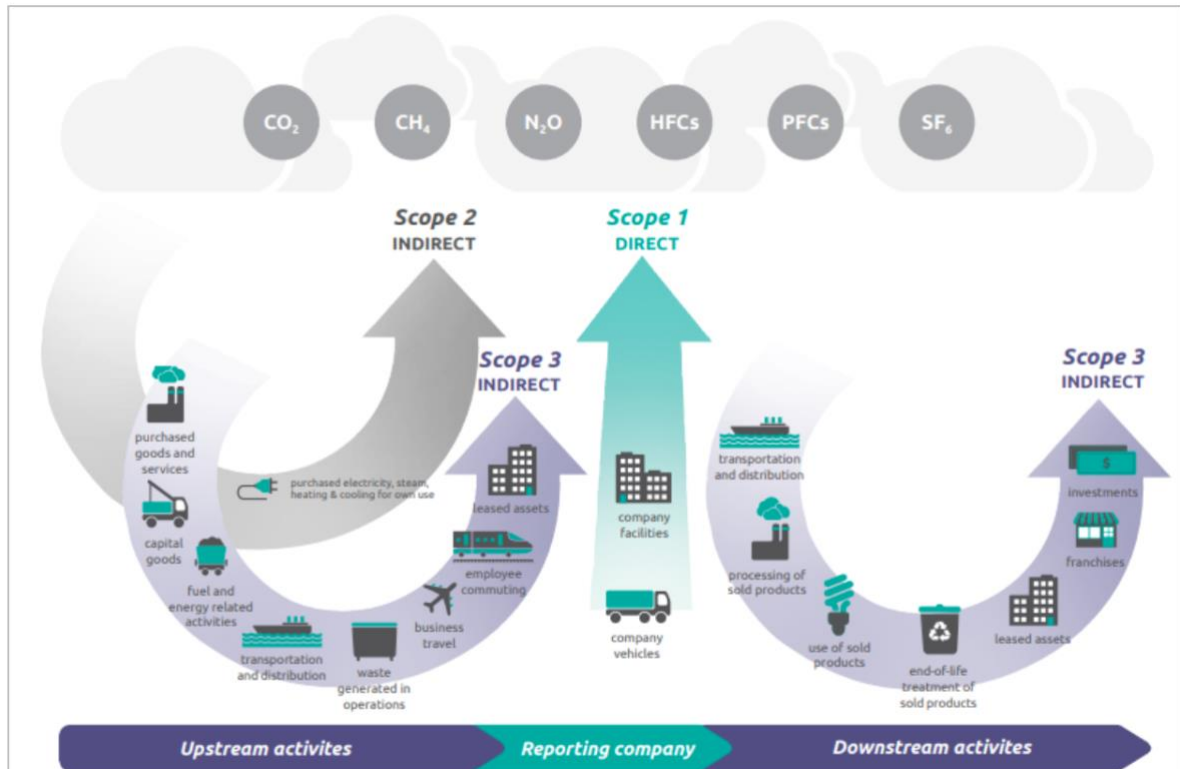 CO₂
CH₄
N₂O
HFCs
PFCs
SF₆
Scope 2
INDIRECT
Scope 1
DIRECT
Scope 3
INDIRECT
Scope 3
INDIRECT
purchased
goods and
services
capital
goods
fuel and
energy related
activities
transportation
and distribution
waste
generated in
operations
business
travel
employee
commuting
leased assets
purchased electricity, steam,
heating & cooling for own use
company
facilities
company
vehicles
transportation
and distribution
processing of
sold products
use of sold
products
end-of-life
treatment of
sold products
leased assets
franchises
$
investments
Upstream activites
Reporting company
Downstream activites